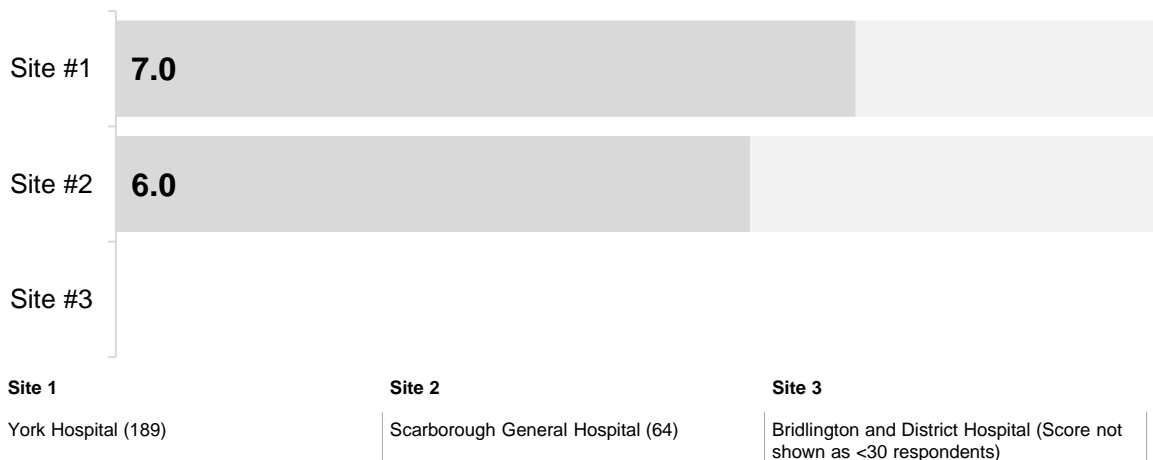 Site #1
7.0
Site #2
6.0
Site #3
Site 1
Site 2
Site 3
York Hospital (189)
Scarborough General Hospital (64)
Bridlington and District Hospital (Score not
shown as <30 respondents)